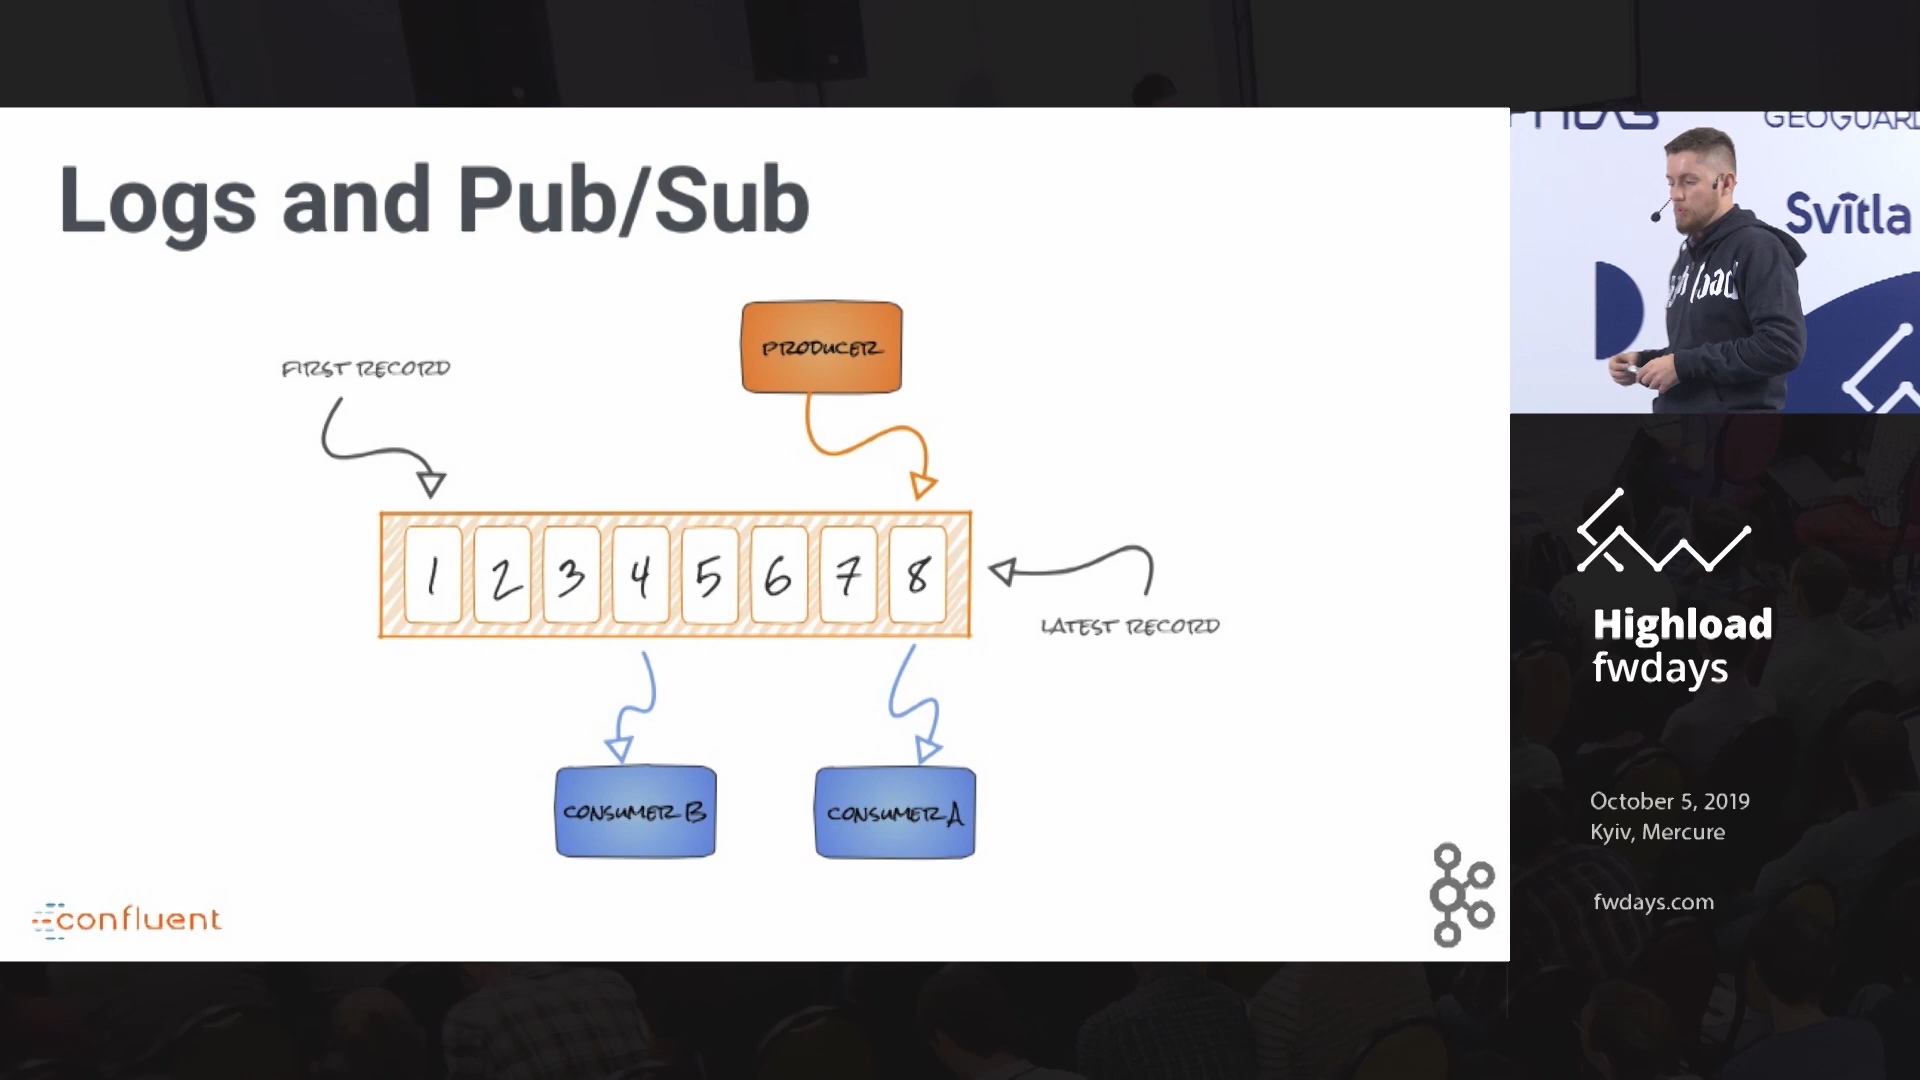 Logs and Pub/Sub
PRODUCER
FIRST RECORD
1 2 3 4 5 6 7 8
LATEST RECORD
CONSUMER B
CONSUMER A
confluent
GEOGUARD
Svitla
Highload
fwdays
October 5, 2019
Kyiv, Mercure
fwdays.com